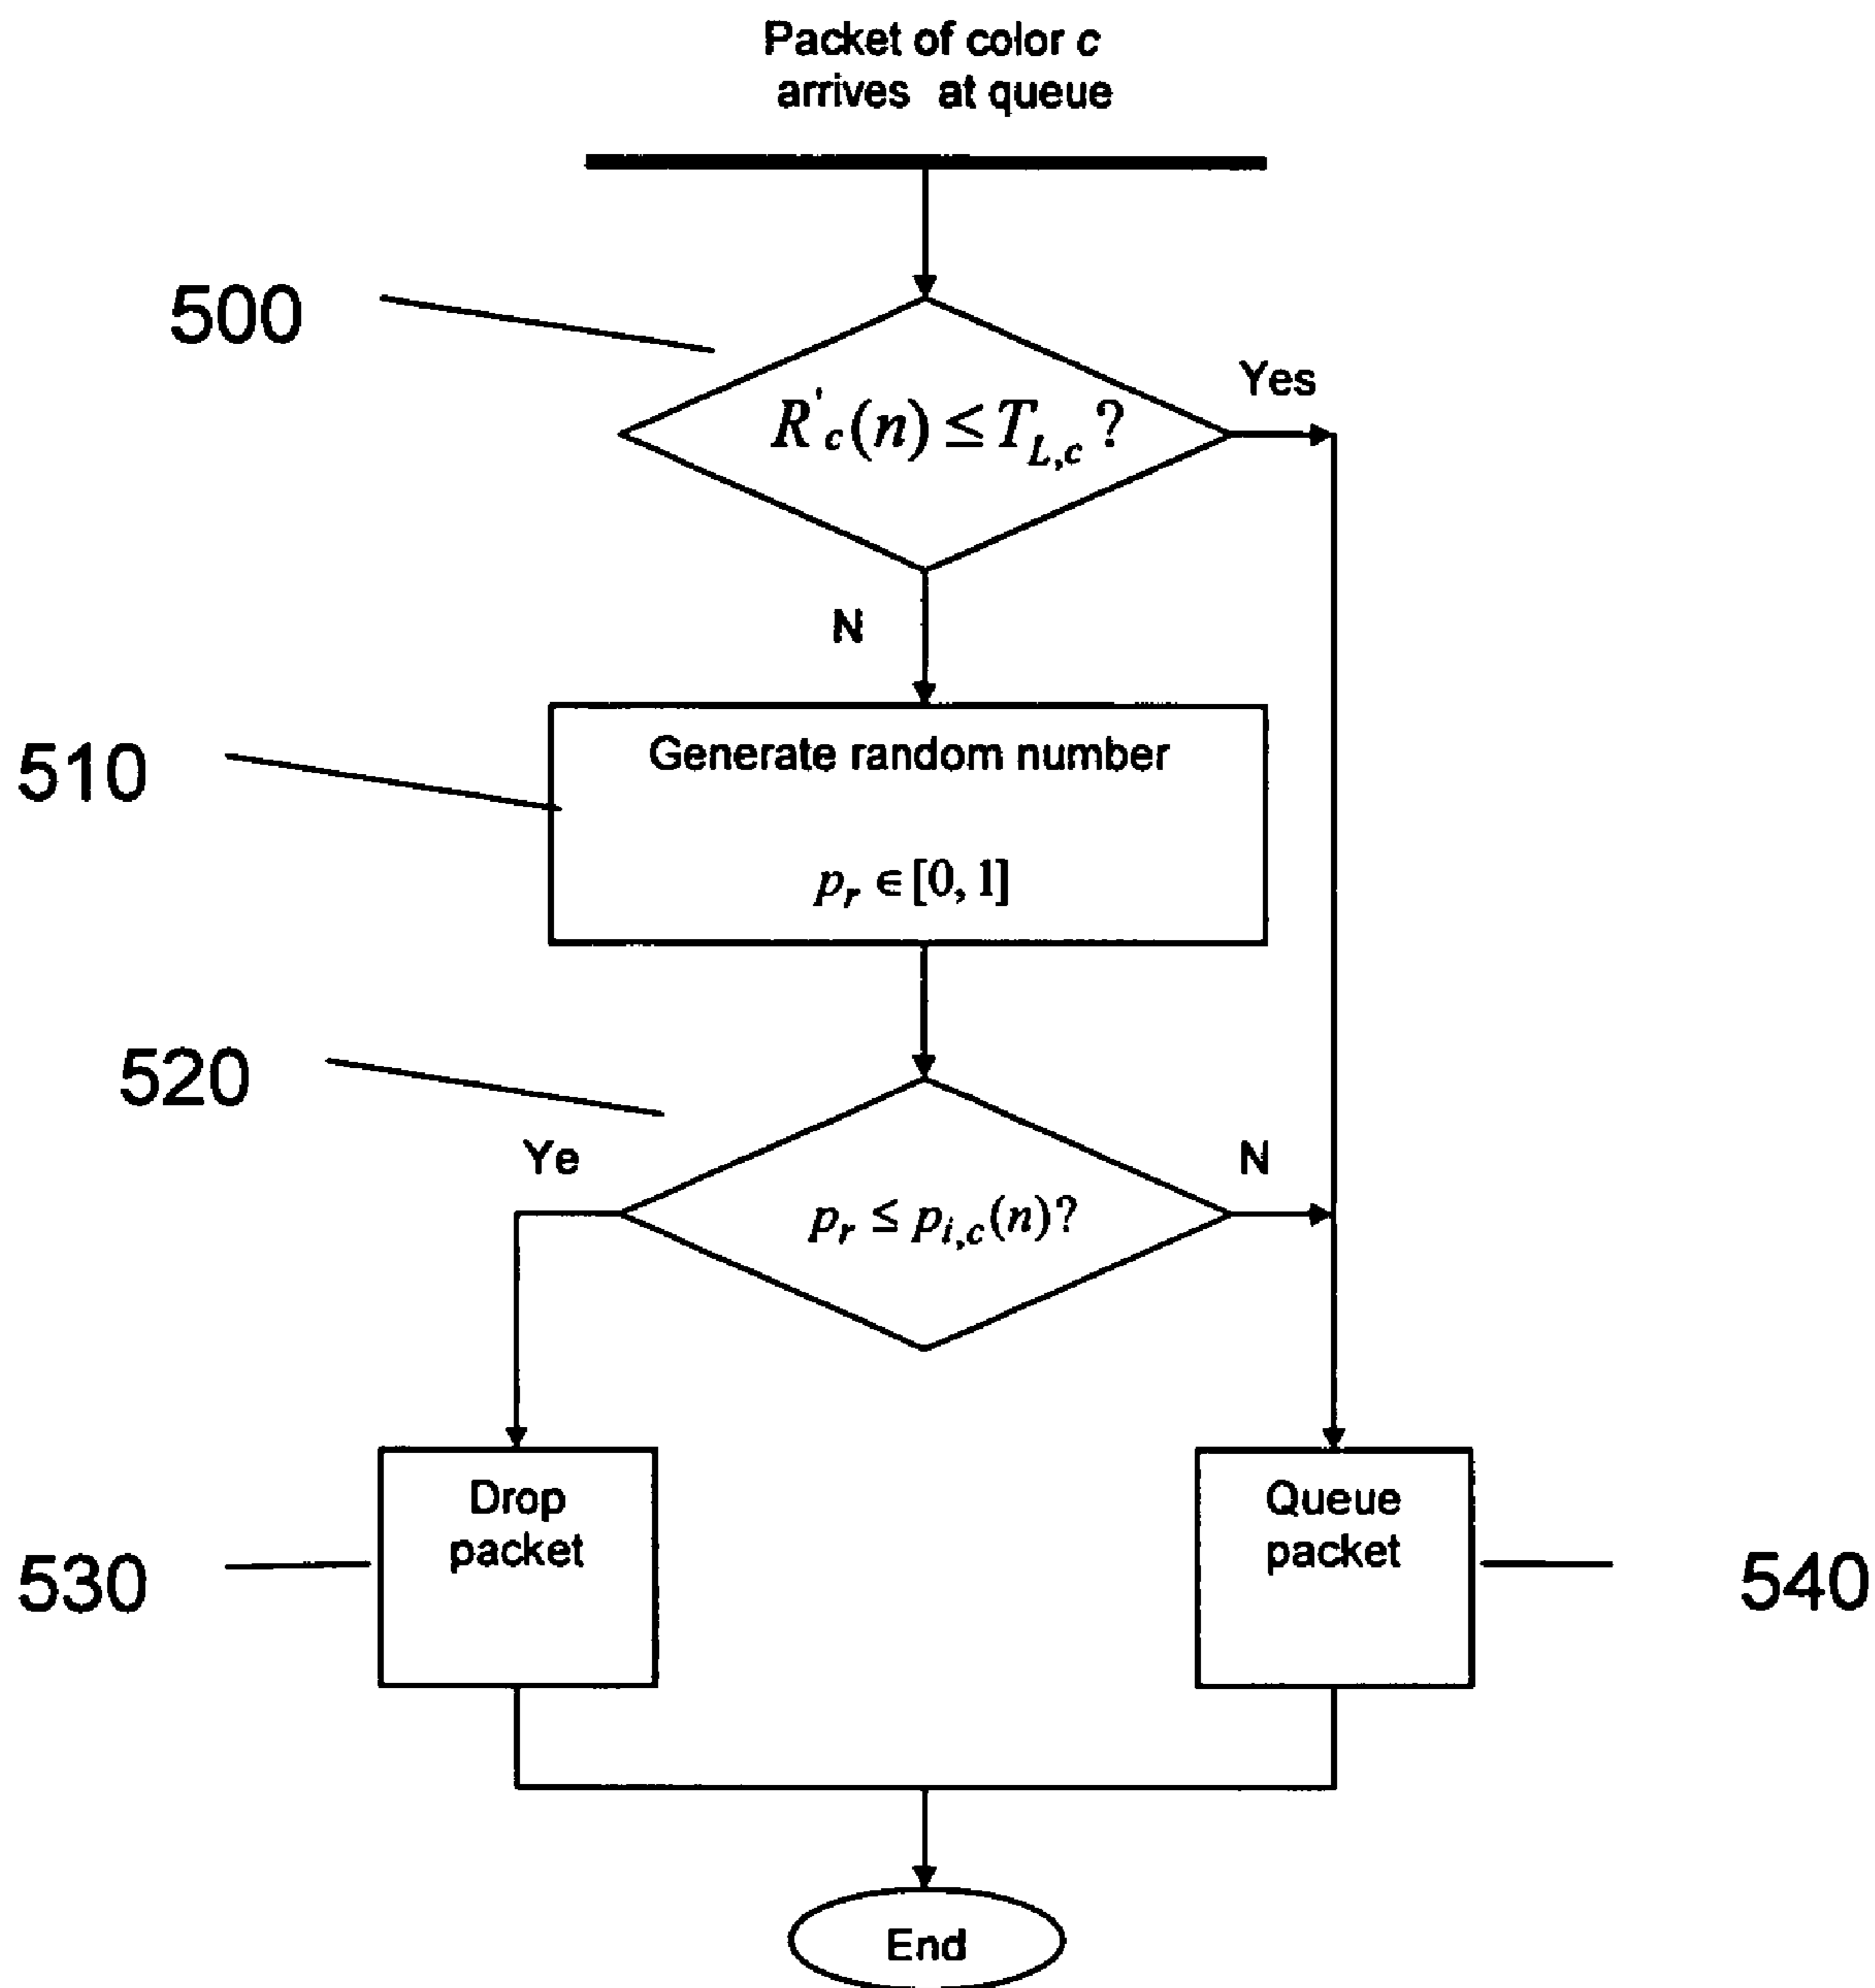 Packet of color c
arrives at queue
500
Yes
R'c(n) ≤ TL,c ?
N
510
Generate random number
pr ∈ [0, 1]
520
Ye
N
pr ≤ pi,c(n)?
Drop
packet
Queue
packet
530
540
End